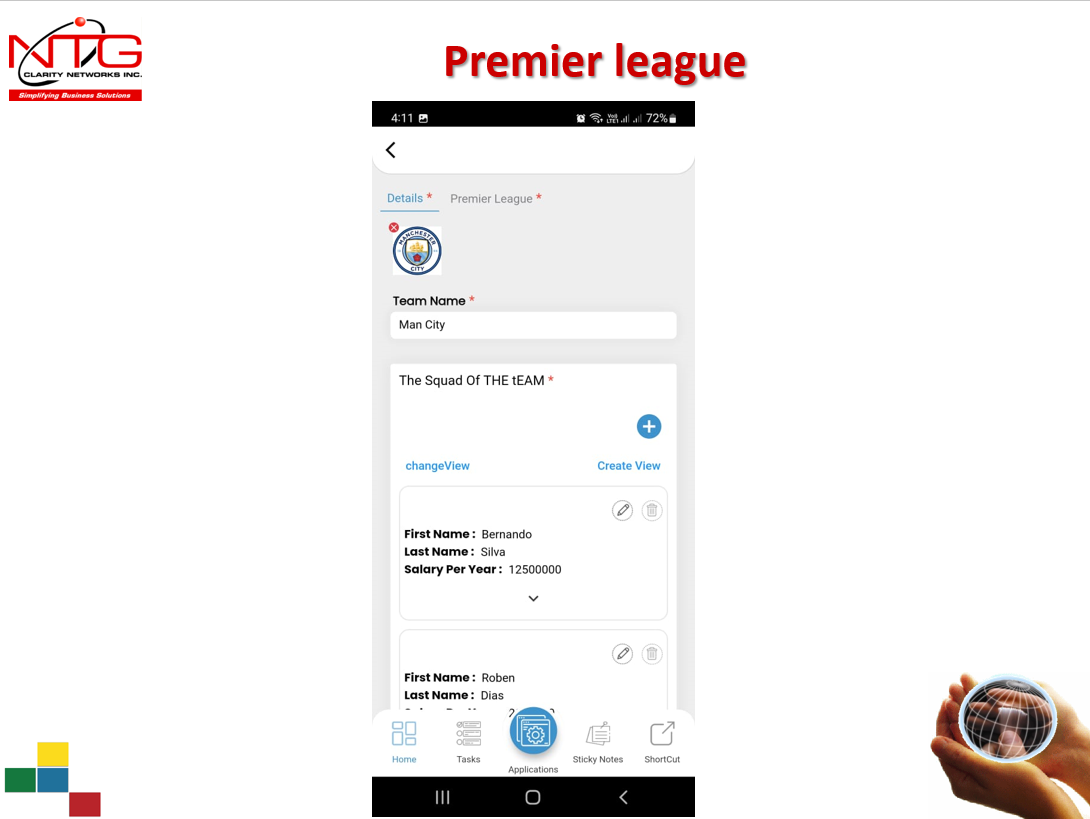 NTG
CLARITY NETWORKS INC.
Simplifying Business Solutions
Premier league
4:11
72%
Details *
Premier League *
MANCHESTER
CITY
Team Name *
Man City
The Squad Of THE tEAM *
changeView
Create View
First Name : Bernando
Last Name : Silva
Salary Per Year : 12500000
First Name : Roben
Last Name : Dias
Home
Tasks
Applications
Sticky Notes
ShortCut